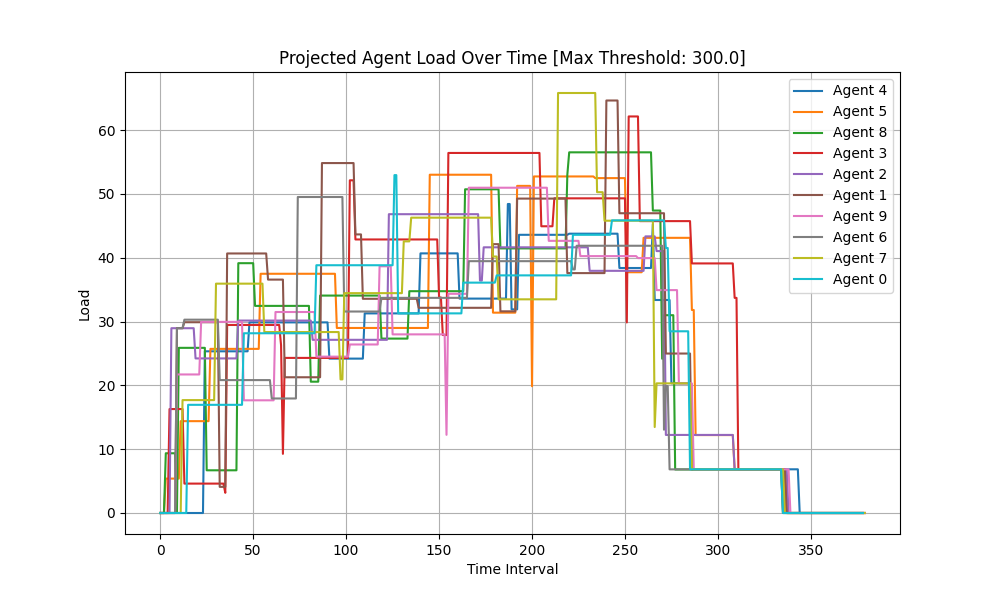 Projected Agent Load Over Time [Max Threshold: 300.0]
Load
60
50
40
30
20
10
0
0 50 100 150 200 250 300 350
Time Interval
Agent 4
Agent 5
Agent 8
Agent 3
Agent 2
Agent 1
Agent 9
Agent 6
Agent 7
Agent 0